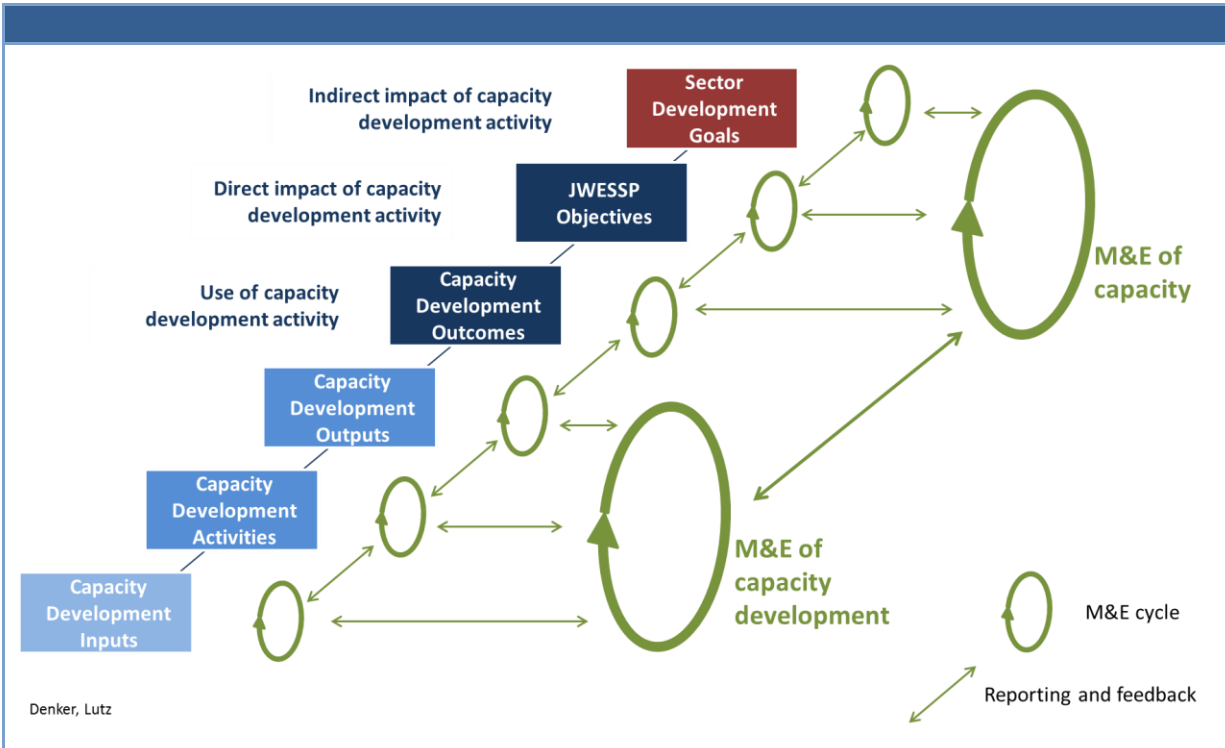 Indirect impact of capacity
development activity
Sector
Development
Goals
Direct impact of capacity
development activity
JWESSP
Objectives
M&E of
capacity
Use of capacity
development activity
Capacity
Development
Outcomes
Capacity
Development
Outputs
Capacity
Development
Activities
M&E of
capacity
development
Capacity
Development
Inputs
M&E cycle
Reporting and feedback
Denker, Lutz